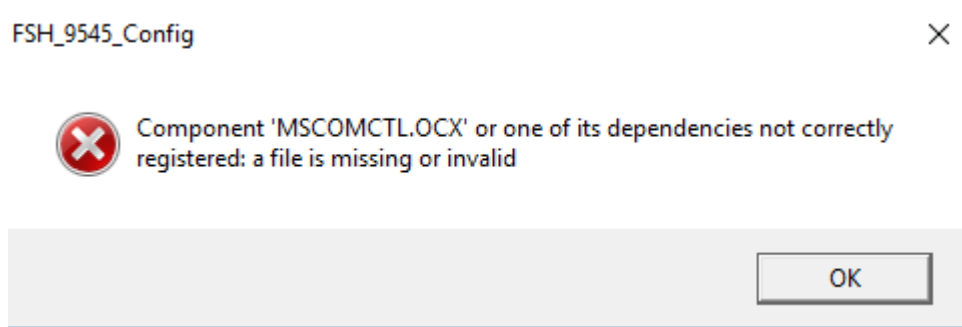 FSH_9545_Config
Component 'MSCOMCTL.OCX' or one of its dependencies not correctly
registered: a file is missing or invalid
OK